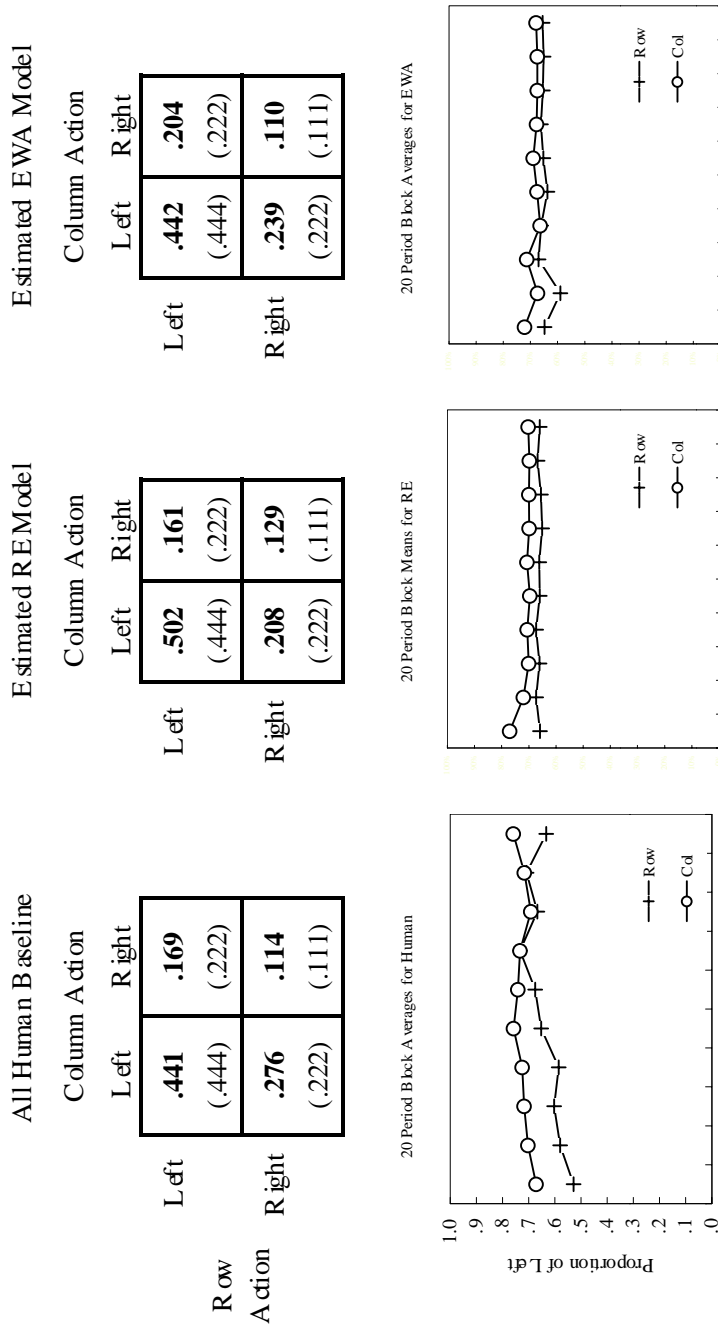 All Human Baseline
Column Action
Left Right
Row Action
Left .441 .169
(.444) (.222)
Right .276 .114
(.222) (.111)
Estimated RE Model
Column Action
Left Right
Left .502 .161
(.444) (.222)
Right .208 .129
(.222) (.111)
Estimated EWA Model
Column Action
Left Right
Left .442 .204
(.444) (.222)
Right .239 .110
(.222) (.111)
20 Period Block Averages for Human
Proportion of Left
1.0
.9
.8
.7
.6
.5
.4
.3
.2
.1
.0
Row
Col
20 Period Block Means for RE
Row
Col
20 Period Block Averages for EWA
Row
Col